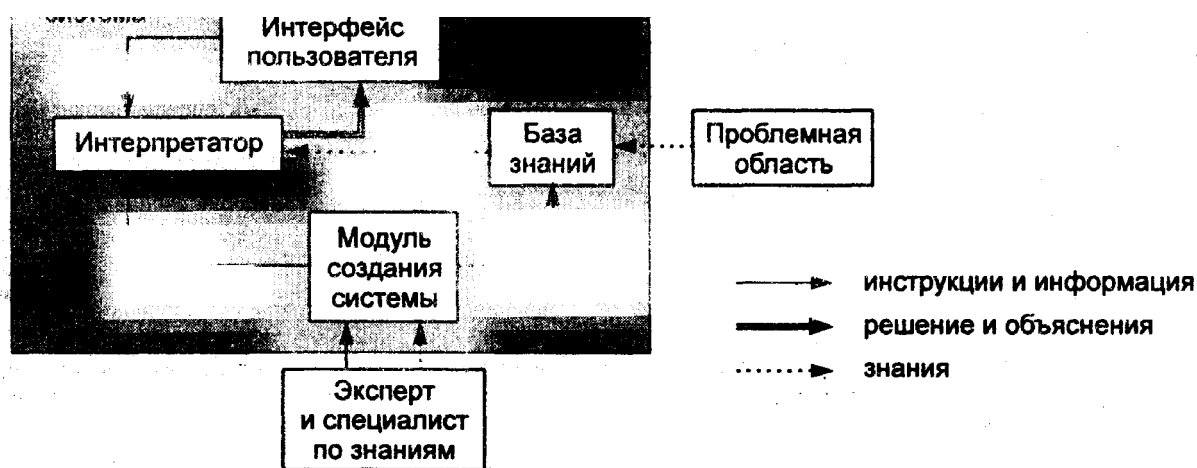 Интерфейс
пользователя
Интерпретатор
База
знаний
Проблемная
область
Модуль
создания
системы
инструкции и информация
решение и объяснения
знания
Эксперт
и специалист
по знаниям